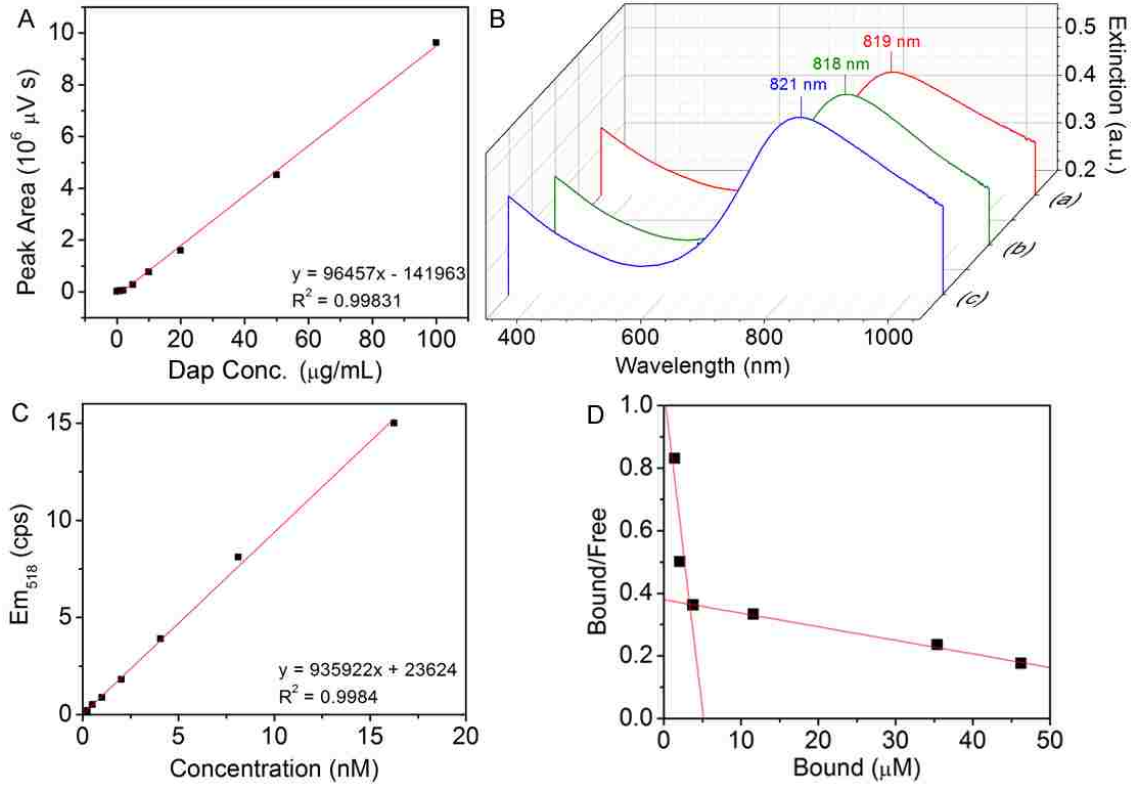 A
10
8
6
4
2
0
Peak Area (10⁶ μV s)
y = 96457x - 141963
R² = 0.99831
0 20 40 60 80 100
Dap Conc. (μg/mL)
B
819 nm
818 nm
821 nm
0.5
0.4
0.3
0.2
Extinction (a.u.)
(a)
(b)
(c)
400 600 800 1000
Wavelength (nm)
C
15
10
5
0
Em₅₁₈ (cps)
y = 935922x + 23624
R² = 0.9984
0 5 10 15 20
Concentration (nM)
D
1.0
0.8
0.6
0.4
0.2
0.0
Bound/Free
0 10 20 30 40 50
Bound (μM)